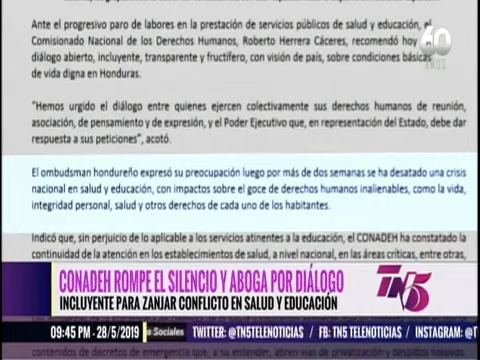 Ante el progresivo paro de labores en la prestación de servicios públicos de salud y educación, el
Comisionado Nacional de los Derechos Humanos, Roberto Herrera Cáceres, recomendó hoy
diálogo abierto, incluyente, transparente y fructífero, con visión de país, sobre condiciones básicas
de vida digna en Honduras.
60
AÑOS
"Hemos urgido el diálogo entre quienes ejercen colectivamente sus derechos humanos de reunión,
asociación, de pensamiento y de expresión, y el Poder Ejecutivo que, en representación del Estado, debe dar
respuesta a sus peticiones", acotó.
El ombudsman hondureño expresó su preocupación luego por más de dos semanas se ha desatado una crisis
nacional en salud y educación, con impactos sobre el goce de derechos humanos inalienables, como la vida,
integridad personal, salud y otros derechos de cada uno de los habitantes.
Indicó que, sin perjuicio de lo aplicable a los servicios atinentes a la educación, el CONADEH ha constatado la
continuidad de la atención en los establecimientos de salud, a nivel nacional, en las áreas críticas, entre otras,
CONADEH ROMPE EL SILENCIO Y ABOGA POR DIÁLOGO
INCLUYENTE PARA ZANJAR CONFLICTO EN SALUD Y EDUCACIÓN
TN5
09:45 PM - 28/5/2019 s Sociales TWITTER: @TN5TELENOTICIAS / FB: TN5 TELENOTICIAS / INSTAGRAM: @T